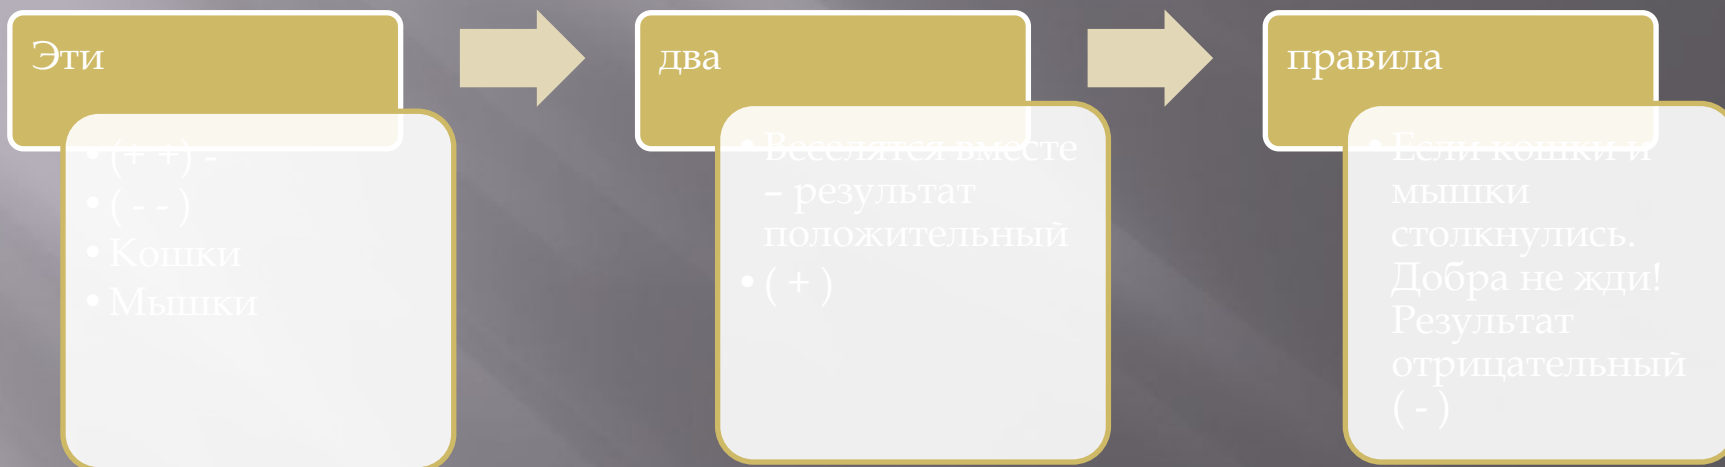 Эти
• (+ +) -
• ( - - )
• Кошки
• Мышки
два
• Веселятся вместе
– результат
положительный
• ( + )
правила
• Если кошки и
мышки
столкнулись.
Добра не жди!
Результат
отрицательный
( - )